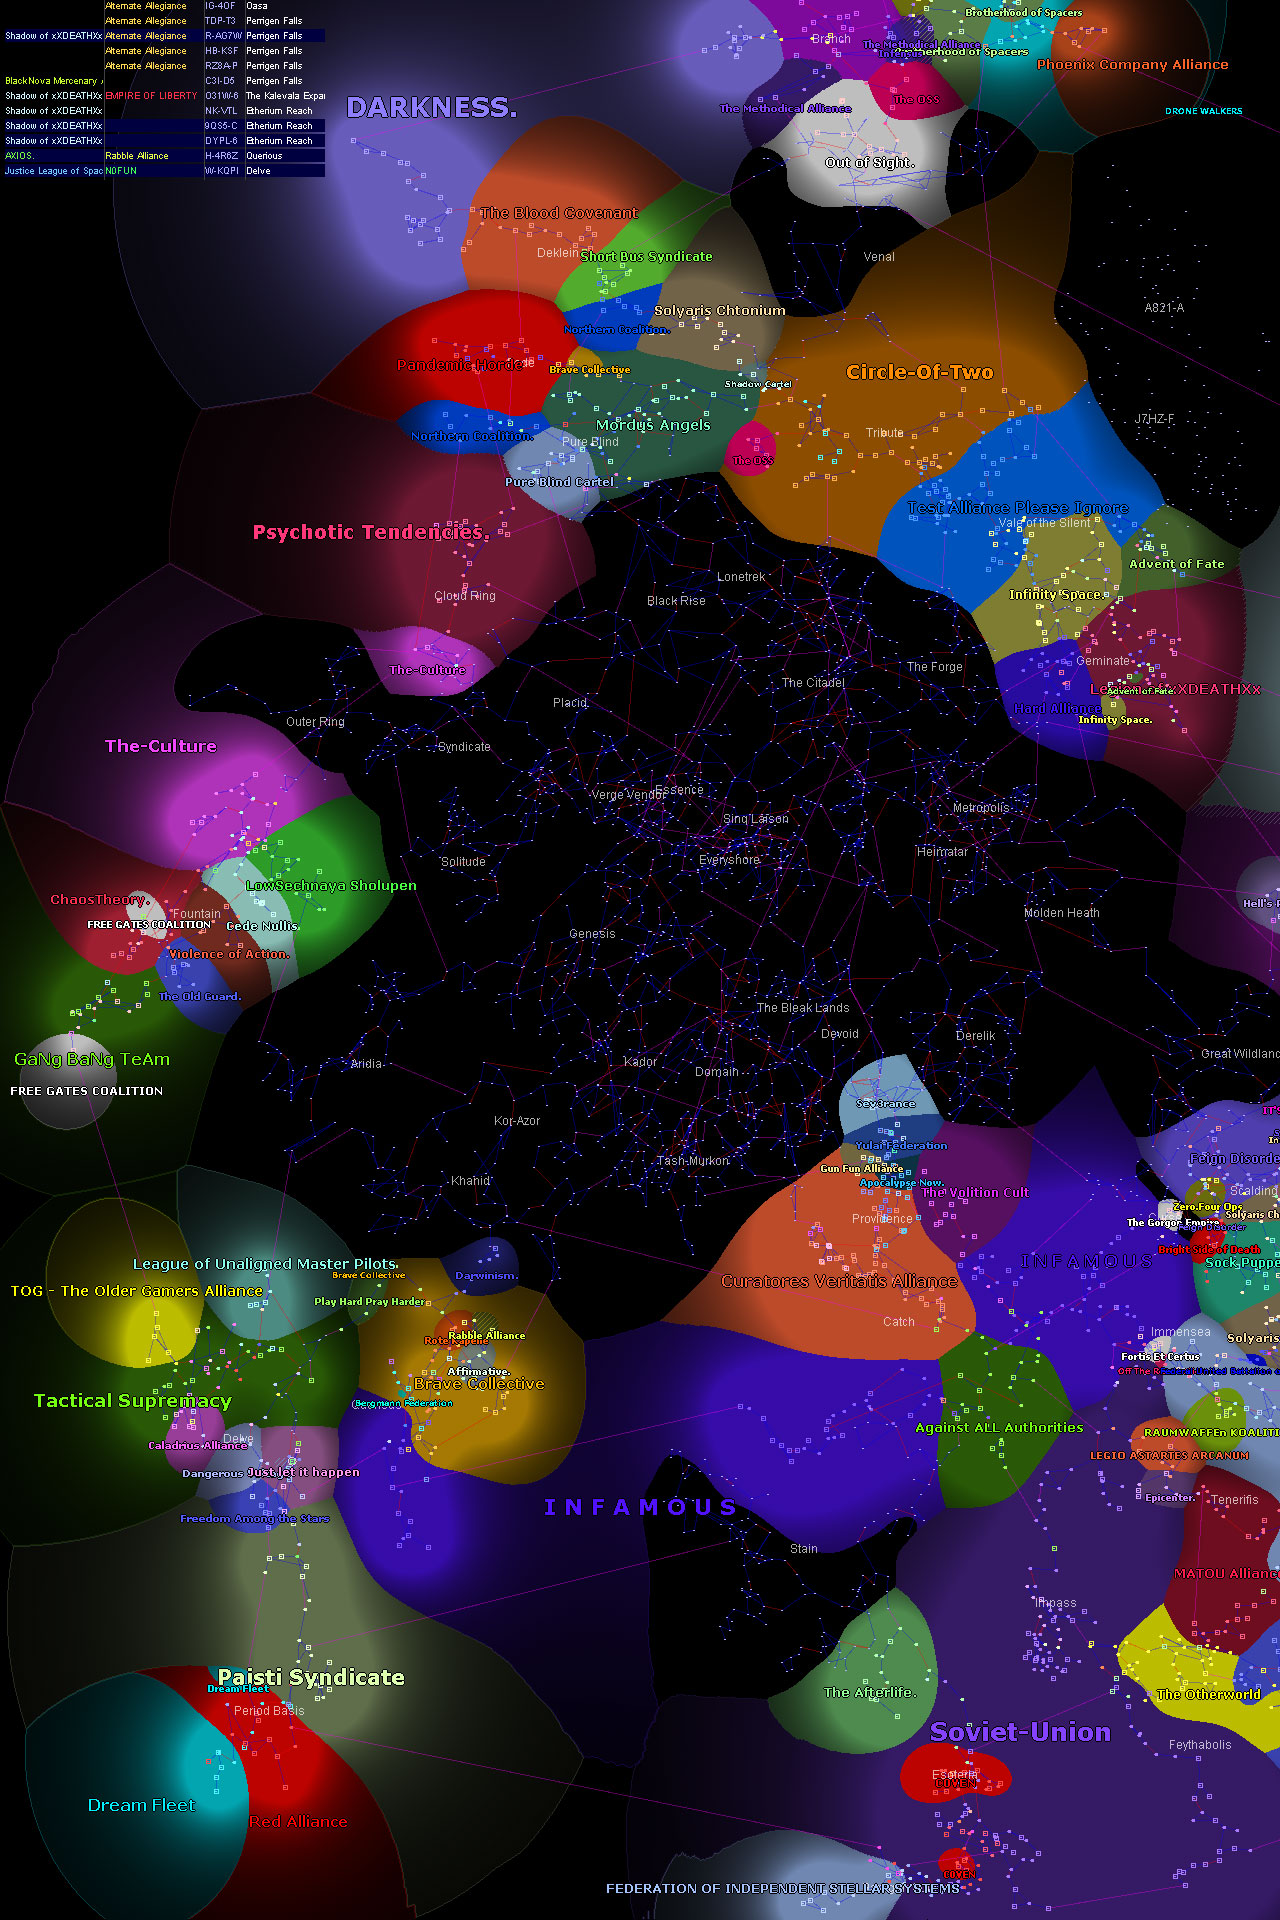 Alternate Allegiance IG-4OF Oasa
Alternate Allegiance TDP-T3 Perrigen Falls
Shadow of xXDEATHXx Alternate Allegiance R-AG7W Perrigen Falls
Alternate Allegiance HB-KSF Perrigen Falls
Alternate Allegiance RZ8A-P Perrigen Falls
BlackNova Mercenary C3I-D5 Perrigen Falls
Shadow of xXDEATHXx EMPIRE OF LIBERTY O31W-6 The Kalevala Expa
Shadow of xXDEATHXx NK-VTL Etherium Reach
Shadow of xXDEATHXx 9QS5-C Etherium Reach
Shadow of xXDEATHXx DYPL-6 Etherium Reach
AXIOS. Rabble Alliance H-4R6Z Querious
Justice League of Spac N0FUN W-KQPI Delve
Brotherhood of Spacers
Branch
The Methodical Alliance
Brotherhood of Spacers
Phoenix Company Alliance
The OSS
The Methodical Alliance
DRONE WALKERS
DARKNESS.
Out of Sight.
The Blood Covenant
Deklein
Short Bus Syndicate
Venal
Solyaris Chtonium
A821-A
Northern Coalition.
Pandemic Horde
Brave Collective
Circle-Of-Two
Shadow Cartel
Mordus Angels
J7HZ-F
Northern Coalition.
Pure Blind
Tribute
The OSS
Pure Blind Cartel
Test Alliance Please Ignore
Vale of the Silent
Psychotic Tendencies.
Advent of Fate
Lonetrek
Infinity Space.
Cloud Ring
Black Rise
Geminate
The-Culture
The Forge
The Citadel
Advent of Fate
Placid
Hard Alliance
Infinity Space.
Outer Ring
The-Culture
Syndicate
Verge Vendor
Essence
Metropolis
Sinq Laison
Solitude
Everyshore
Heimatar
LowSechnaya Sholupen
ChaosTheory.
Hell's
Fountain
Molden Heath
FREE GATES COALITION
Cede Nullis.
Genesis
Violence of Action.
The Old Guard.
The Bleak Lands
Devoid
Derelik
GaNg BaNg TeAm
Great Wildland
Aridia
Kador
Domain
FREE GATES COALITION
Sev3rance
Kor-Azor
Yulai Federation
Feign Disorde
Tash-Murkon
Gun Fun Alliance
Khanid
Apocalypse Now.
The Volition Cult
Scalding
Zero.Four Ops
Providence
Solyaris Ch
The Gorgon Empire
Feign Disorder
Bright Side of Death
INFAMOUS
Sock Puppe
League of Unaligned Master Pilots.
Brave Collective
Darwinism.
Curatores Veritatis Alliance
TOG - The Older Gamers Alliance
Play Hard Pray Harder
Catch
Immensea
Rabble Alliance
Solyaris
Fortis Et Certus
Affirmative.
Brave Collective
Tactical Supremacy
Bergmann Federation
Against ALL Authorities
RAUMWAFFEn KOALITI
Delve
Caladrius Alliance
LEGIO ASTARTES ARCANUM
Dangerous
Just let it happen
Epicenter.
Tenerifis
INFAMOUS
Freedom Among the Stars
Stain
MATOU Allianc
Impass
Paisti Syndicate
Dream Fleet
The Afterlife.
The Otherworld
Period Basis
Soviet-Union
Feythabolis
Esoteria
Dream Fleet
Red Alliance
FEDERATION OF INDEPENDENT STELLAR SYSTEMS